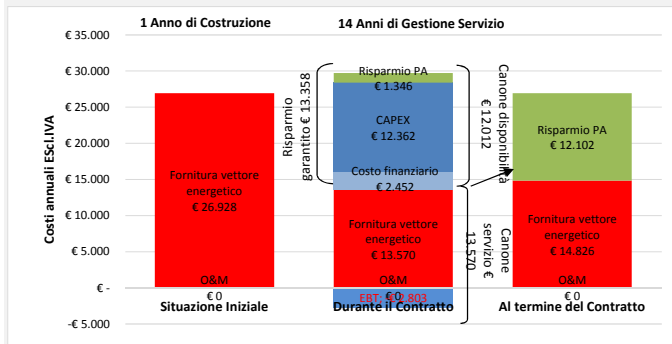 1 Anno di Costruzione
14 Anni di Gestione Servizio
Costi annuali EScl.IVA
€ 35.000
€ 30.000
€ 25.000
€ 20.000
€ 15.000
€ 10.000
€ 5.000
€ -
-€ 5.000
Fornitura vettore
energetico
€ 26.928
O&M
€ 0
Situazione Iniziale
Risparmio
garantito € 13.358
Risparmio PA
€ 1.346
CAPEX
€ 12.362
Costo finanziario
€ 2.452
Fornitura vettore
energetico
€ 13.570
O&M
€ 0
EBT; € 2.803
Durante il Contratto
Canone disponibilità
€ 12.012
Canone
servizio €
13.570
Risparmio PA
€ 12.102
Fornitura vettore
energetico
€ 14.826
O&M
€ 0
Al termine del Contratto